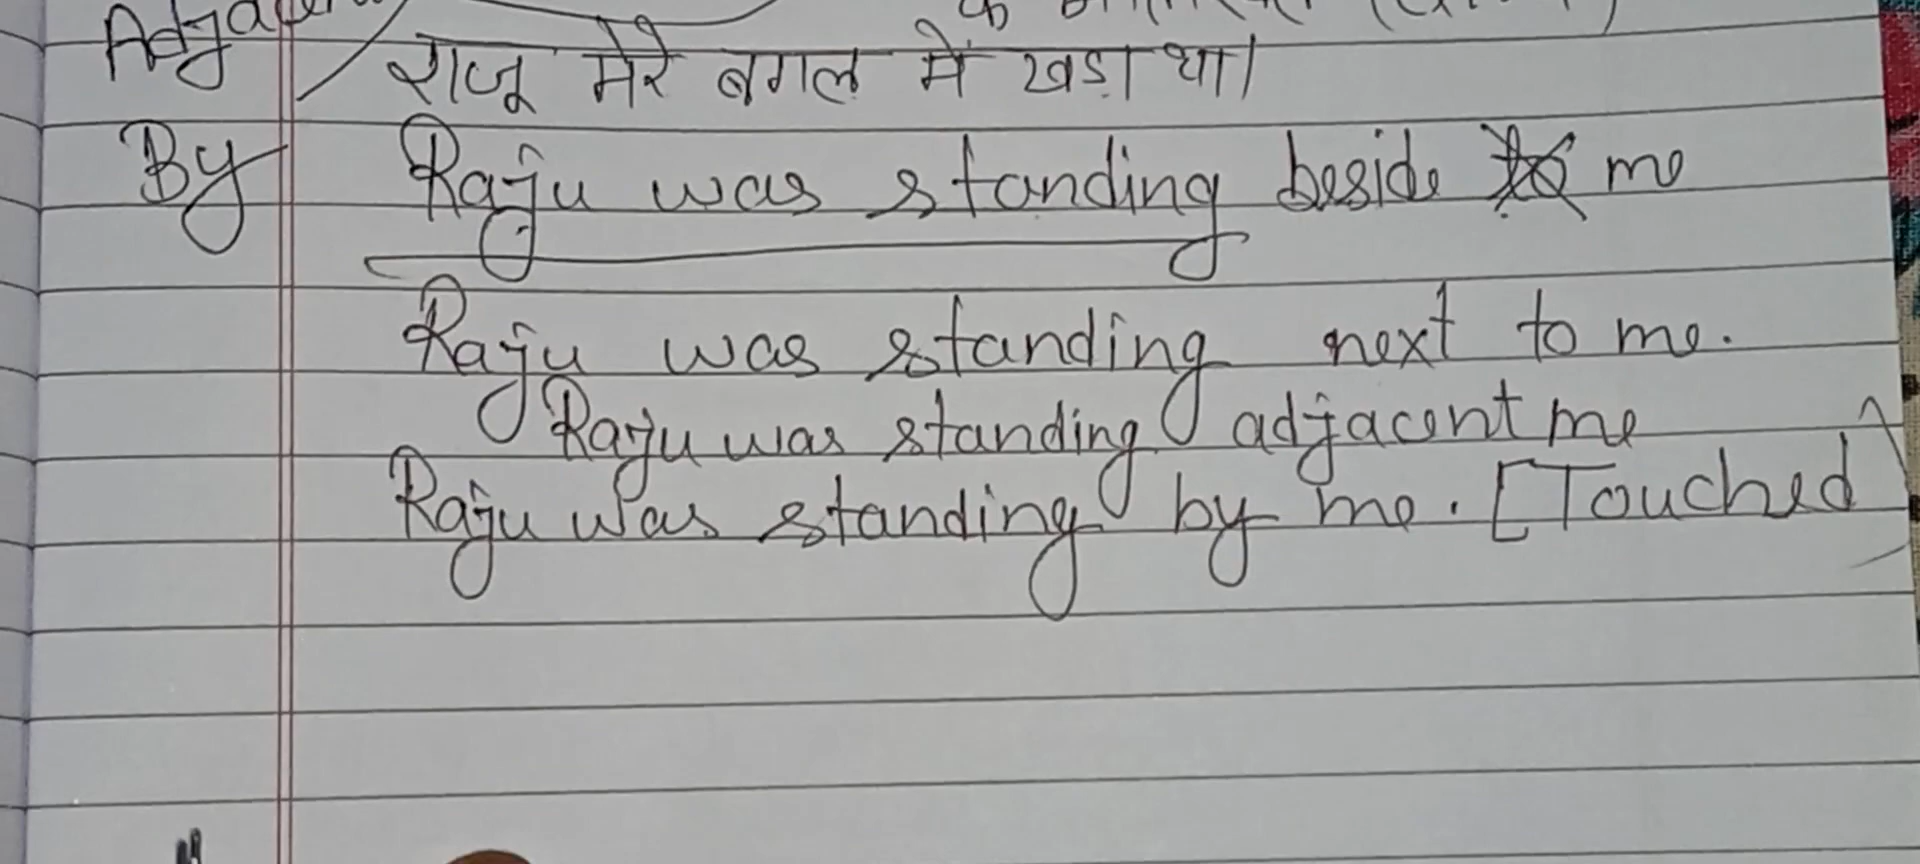 Adjacent
राजू मेरे बगल में खड़ा था।
By Raju was standing beside me
Raju was standing next to me.
Raju was standing adjacent me
Raju was standing by me. [Touched]